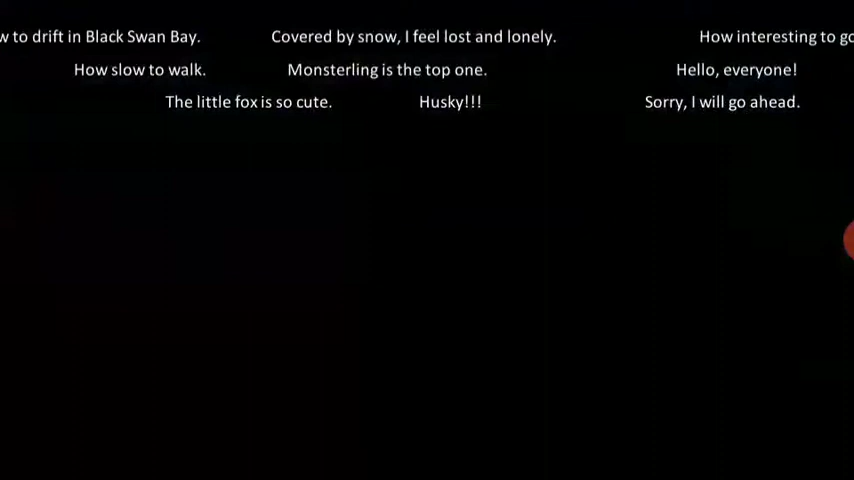 w to drift in Black Swan Bay. Covered by snow, I feel lost and lonely. How interesting to go
How slow to walk. Monsterling is the top one. Hello, everyone!
The little fox is so cute. Husky!!! Sorry, I will go ahead.